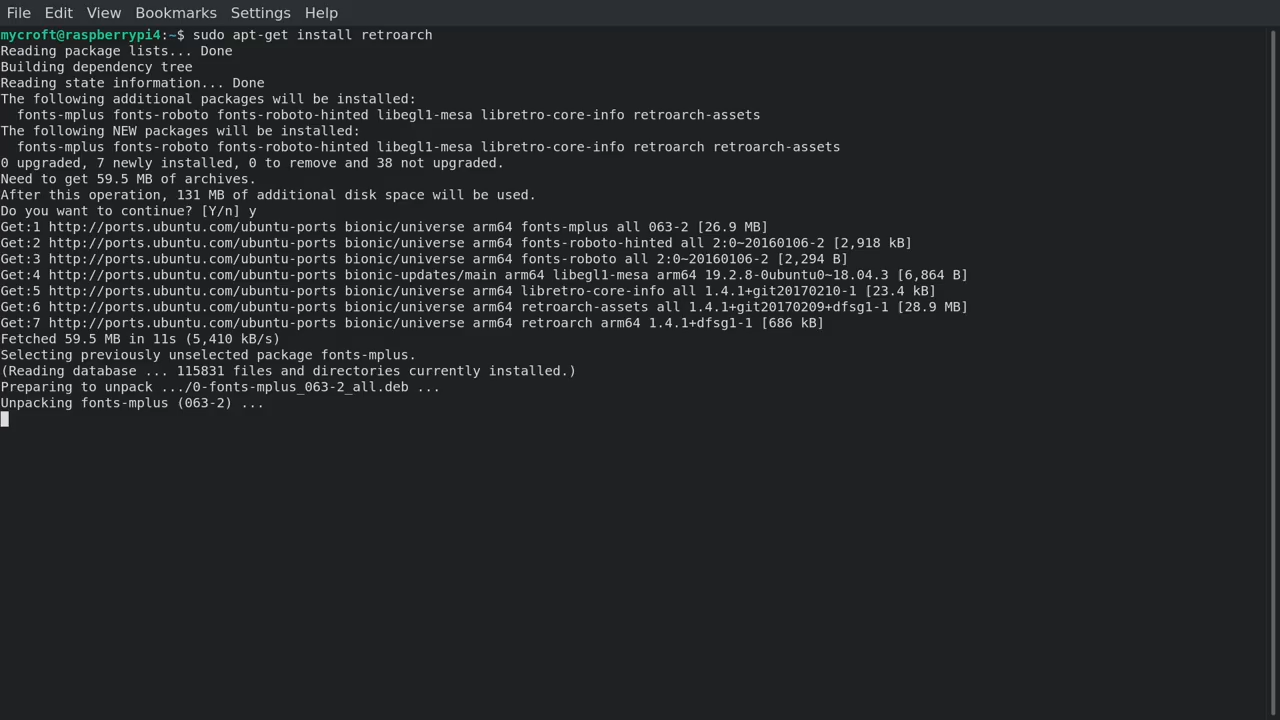 File Edit View Bookmarks Settings Help
mycroft@raspberrypi4:~$ sudo apt-get install retroarch
Reading package lists... Done
Building dependency tree
Reading state information... Done
The following additional packages will be installed:
  fonts-mplus fonts-roboto fonts-roboto-hinted libegl1-mesa libretro-core-info retroarch-assets
The following NEW packages will be installed:
  fonts-mplus fonts-roboto fonts-roboto-hinted libegl1-mesa libretro-core-info retroarch retroarch-assets
0 upgraded, 7 newly installed, 0 to remove and 38 not upgraded.
Need to get 59.5 MB of archives.
After this operation, 131 MB of additional disk space will be used.
Do you want to continue? [Y/n] y
Get:1 http://ports.ubuntu.com/ubuntu-ports bionic/universe arm64 fonts-mplus all 063-2 [26.9 MB]
Get:2 http://ports.ubuntu.com/ubuntu-ports bionic/universe arm64 fonts-roboto-hinted all 2:0~20160106-2 [2,918 kB]
Get:3 http://ports.ubuntu.com/ubuntu-ports bionic/universe arm64 fonts-roboto all 2:0~20160106-2 [2,294 B]
Get:4 http://ports.ubuntu.com/ubuntu-ports bionic-updates/main arm64 libegl1-mesa arm64 19.2.8-0ubuntu0~18.04.3 [6,864 B]
Get:5 http://ports.ubuntu.com/ubuntu-ports bionic/universe arm64 libretro-core-info all 1.4.1+git20170210-1 [23.4 kB]
Get:6 http://ports.ubuntu.com/ubuntu-ports bionic/universe arm64 retroarch-assets all 1.4.1+git20170209+dfsg1-1 [28.9 MB]
Get:7 http://ports.ubuntu.com/ubuntu-ports bionic/universe arm64 retroarch arm64 1.4.1+dfsg1-1 [686 kB]
Fetched 59.5 MB in 11s (5,410 kB/s)
Selecting previously unselected package fonts-mplus.
(Reading database ... 115831 files and directories currently installed.)
Preparing to unpack .../0-fonts-mplus_063-2_all.deb ...
Unpacking fonts-mplus (063-2) ...